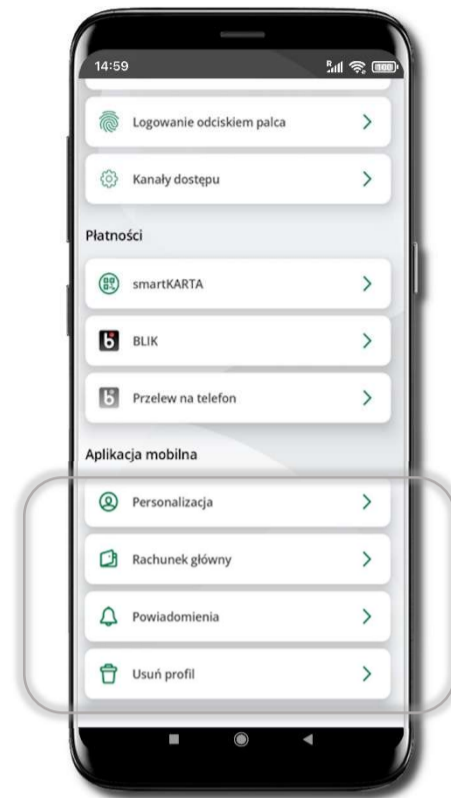 14:59
R
100
Logowanie odciskiem palca
Kanały dostępu
Płatności
smartKARTA
BLIK
Przelew na telefon
Aplikacja mobilna
Personalizacja
Rachunek główny
Powiadomienia
Usuń profil